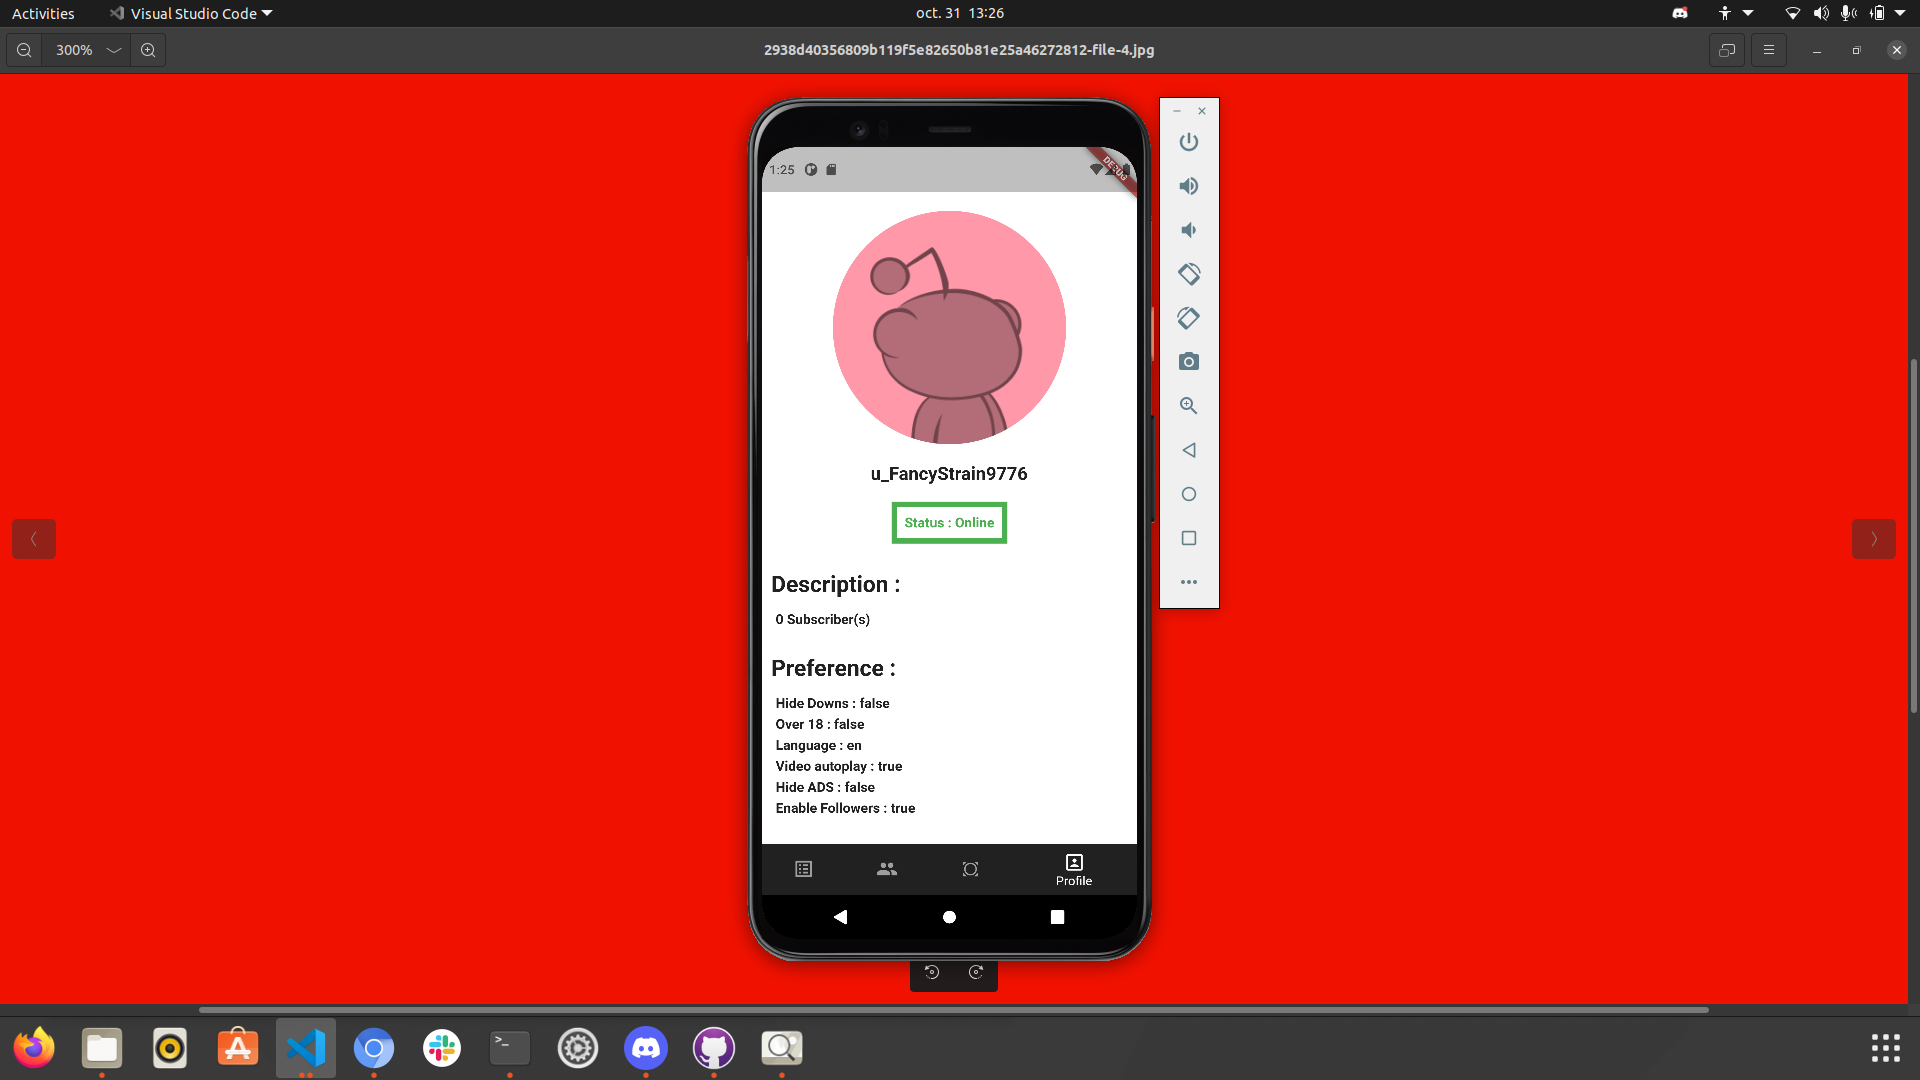 Activities
Visual Studio Code
oct. 31 13:26
300%
2938d40356809b119f5e82650b81e25a46272812-file-4.jpg
1:25
DEBUG
u_FancyStrain9776
Status : Online
Description :
0 Subscriber(s)
Preference :
Hide Downs : false
Over 18 : false
Language : en
Video autoplay : true
Hide ADS : false
Enable Followers : true
Profile